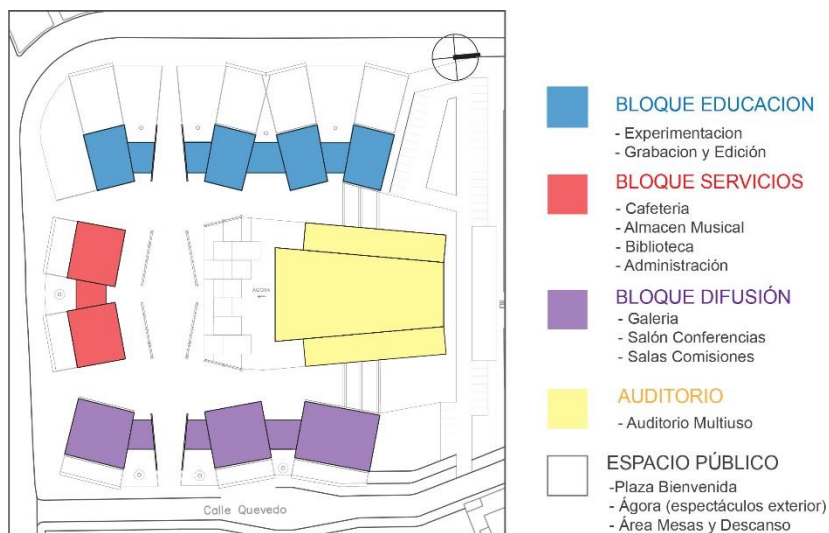 ÁGORA
Calle Quevedo
BLOQUE EDUCACION
- Experimentacion
- Grabacion y Edición
BLOQUE SERVICIOS
- Cafeteria
- Almacen Musical
- Biblioteca
- Administración
BLOQUE DIFUSIÓN
- Galeria
- Salón Conferencias
- Salas Comisiones
AUDITORIO
- Auditorio Multiuso
ESPACIO PÚBLICO
-Plaza Bienvenida
- Ágora (espectáculos exterior)
- Área Mesas y Descanso